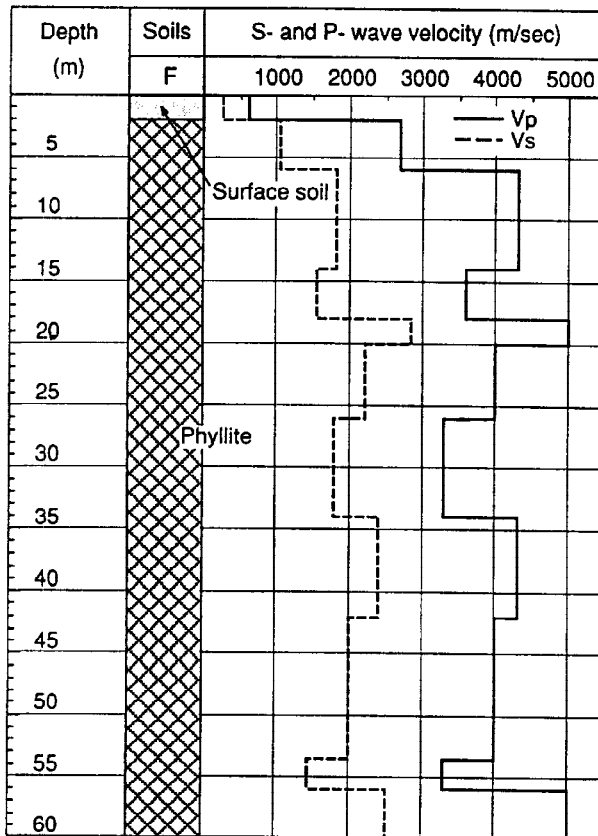 Depth
(m)
Soils
F
S- and P- wave velocity (m/sec)
1000 2000 3000 4000 5000
Vp
Vs
Surface soil
Phyllite
5
10
15
20
25
30
35
40
45
50
55
60